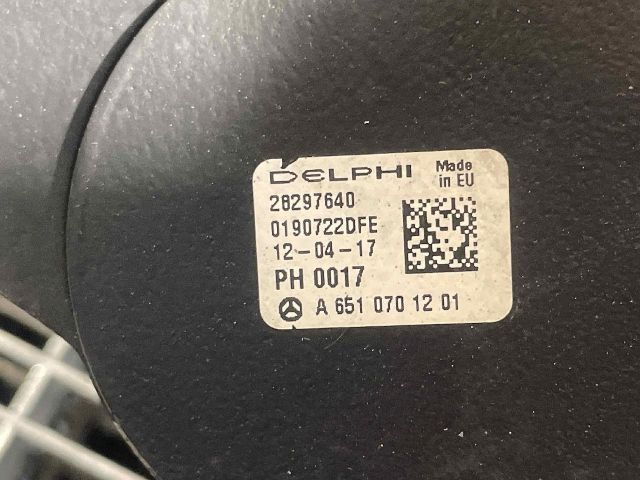 DELPHI Made in EU
28297640
0190722DFE
12-04-17
PH 0017
A 651 070 12 01